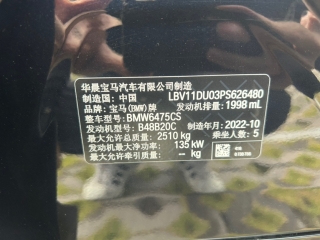 华晨宝马汽车有限公司制造
制造国：中国 LBV11DU03PS626480
品牌：宝马(BMW)牌 发动机排量：1998 mL
整车型号：BMW6475CS
发动机型号：B48B20C 制造年月：2022-10
最大允许总质量：2510 kg 乘坐人数：5
发动机最大净功率：135 kW
最大允许牵引质量：-- kg